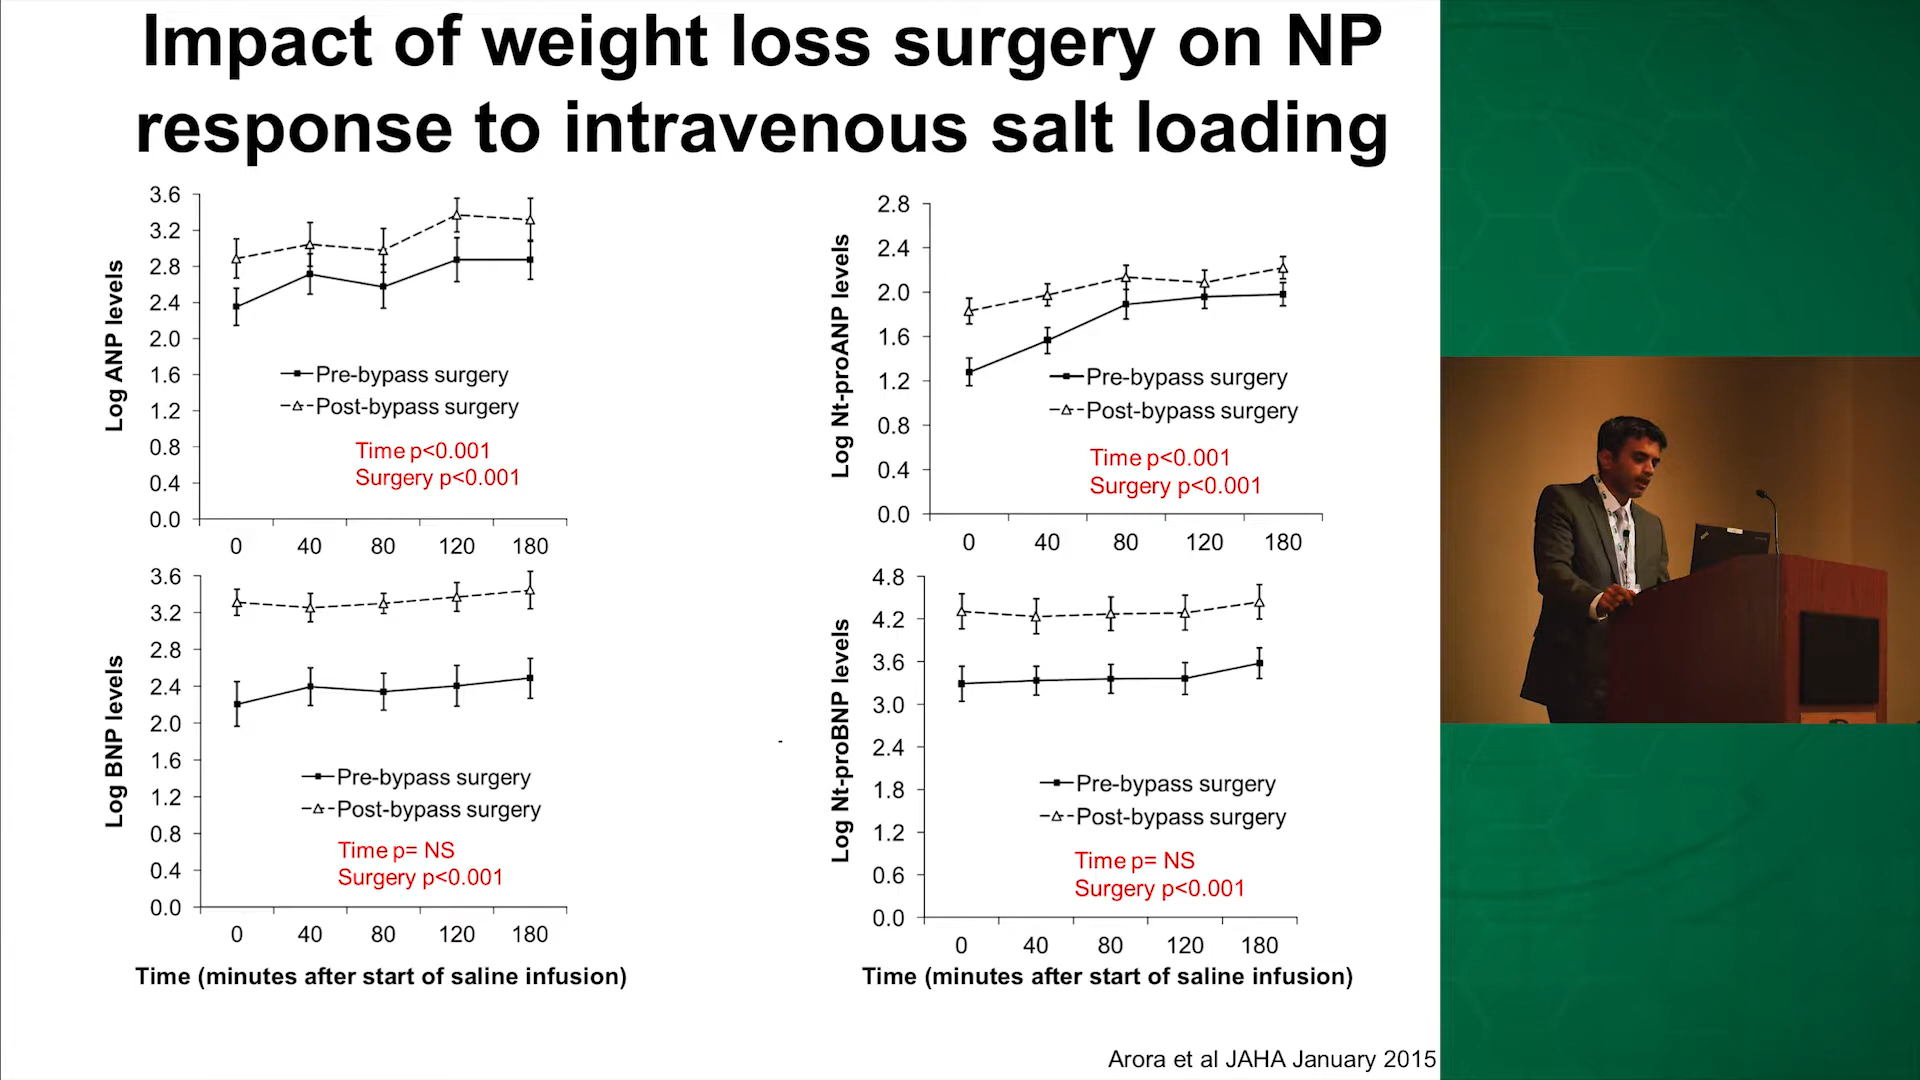 Impact of weight loss surgery on NP
response to intravenous salt loading
Log ANP levels
3.6
3.2
2.8
2.4
2.0
1.6
1.2
0.8
0.4
0.0
Pre-bypass surgery
Post-bypass surgery
Time p<0.001
Surgery p<0.001
0 40 80 120 180
Log Nt-proANP levels
2.8
2.4
2.0
1.6
1.2
0.8
0.4
0.0
Pre-bypass surgery
Post-bypass surgery
Time p<0.001
Surgery p<0.001
0 40 80 120 180
Log BNP levels
3.6
3.2
2.8
2.4
2.0
1.6
1.2
0.8
0.4
0.0
Pre-bypass surgery
Post-bypass surgery
Time p= NS
Surgery p<0.001
0 40 80 120 180
Time (minutes after start of saline infusion)
Log Nt-proBNP levels
4.8
4.2
3.6
3.0
2.4
1.8
1.2
0.6
0.0
Pre-bypass surgery
Post-bypass surgery
Time p= NS
Surgery p<0.001
0 40 80 120 180
Time (minutes after start of saline infusion)
Arora et al JAHA January 2015